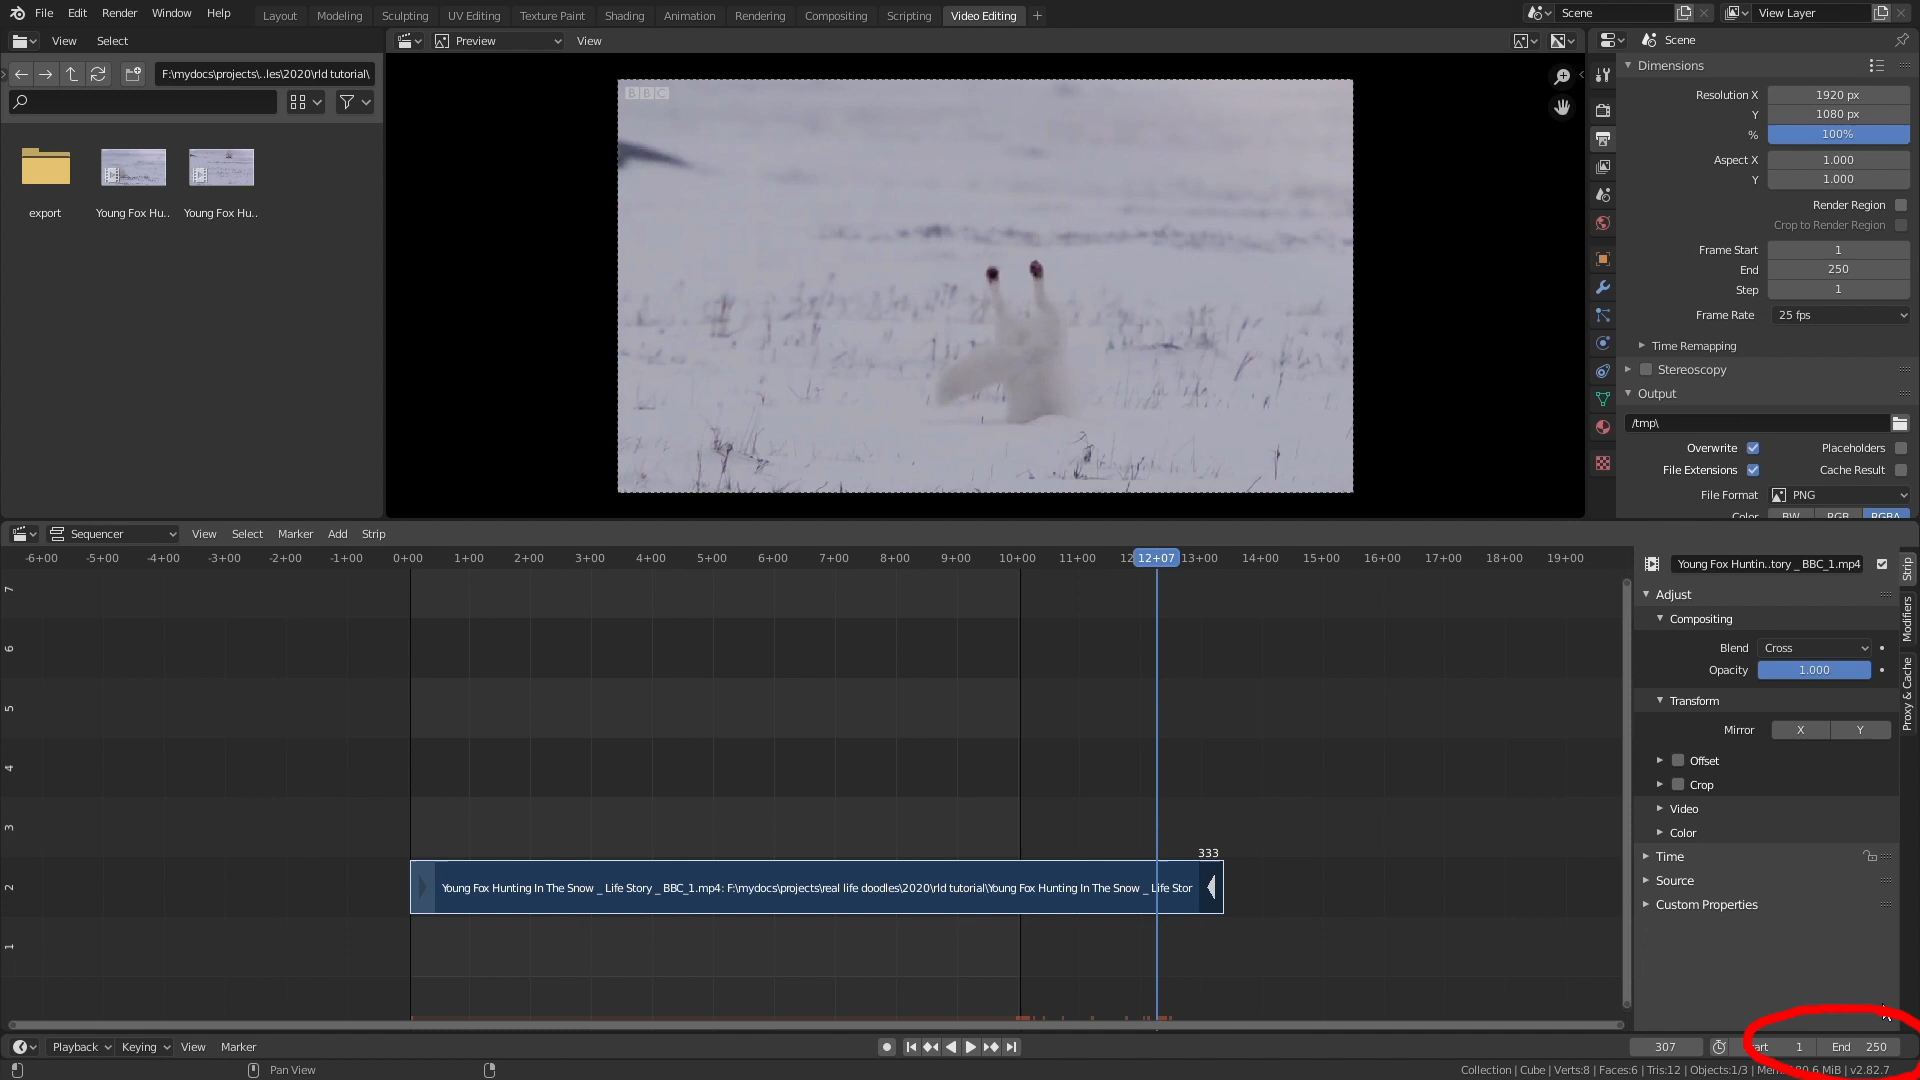 File Edit Render Window Help Layout Modeling Sculpting UV Editing Texture Paint Shading Animation Rendering Compositing Scripting Video Editing + Scene View Layer
View Select Preview View Scene
F:\mydocs\projects\..les\2020\rld tutorial\
Dimensions
BBC
Resolution X 1920 px
Y 1080 px
% 100%
Aspect X 1.000
Y 1.000
export Young Fox Hu.. Young Fox Hu..
Render Region
Crop to Render Region
Frame Start 1
End 250
Step 1
Frame Rate 25 fps
Time Remapping
Stereoscopy
Output
/tmp\
Overwrite Placeholders
File Extensions Cache Result
File Format PNG
Color BW RGB RGBA
Sequencer View Select Marker Add Strip
-6+00 -5+00 -4+00 -3+00 -2+00 -1+00 0+00 1+00 2+00 3+00 4+00 5+00 6+00 7+00 8+00 9+00 10+00 11+00 12 12+07 13+00 14+00 15+00 16+00 17+00 18+00 19+00
Young Fox Huntin..tory _ BBC_1.mp4
Strip
Modifiers
Proxy & Cache
Adjust
Compositing
Blend Cross
Opacity 1.000
Transform
Mirror X Y
Offset
Crop
Video
Color
Time
Source
Custom Properties
7
6
5
4
3
2
1
333
Young Fox Hunting In The Snow _ Life Story _ BBC_1.mp4: F:\mydocs\projects\real life doodles\2020\rld tutorial\Young Fox Hunting In The Snow _ Life Stor
Playback Keying View Marker 307 1 End 250
Pan View Collection | Cube | Verts:8 | Faces:6 | Tris:12 | Objects:1/3 | v2.82.7